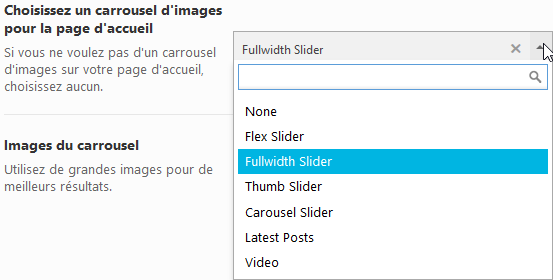 Choisissez un carrousel d'images
pour la page d'accueil
Si vous ne voulez pas d'un carrousel
d'images sur votre page d'accueil,
choisissez aucun.
Fullwidth Slider
None
Flex Slider
Fullwidth Slider
Thumb Slider
Carousel Slider
Latest Posts
Video
Images du carrousel
Utilisez de grandes images pour de
meilleurs résultats.